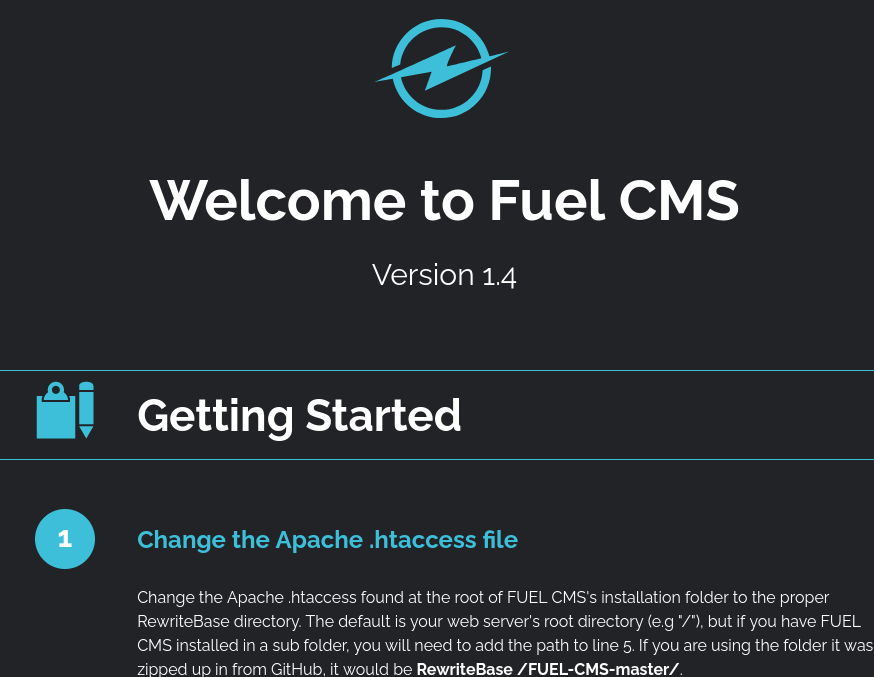 Welcome to Fuel CMS
Version 1.4
Getting Started
1
Change the Apache .htaccess file
Change the Apache .htaccess found at the root of FUEL CMS's installation folder to the proper
RewriteBase directory. The default is your web server's root directory (e.g "/"), but if you have FUEL
CMS installed in a sub folder, you will need to add the path to line 5. If you are using the folder it was
zipped up in from GitHub, it would be RewriteBase /FUEL-CMS-master/.